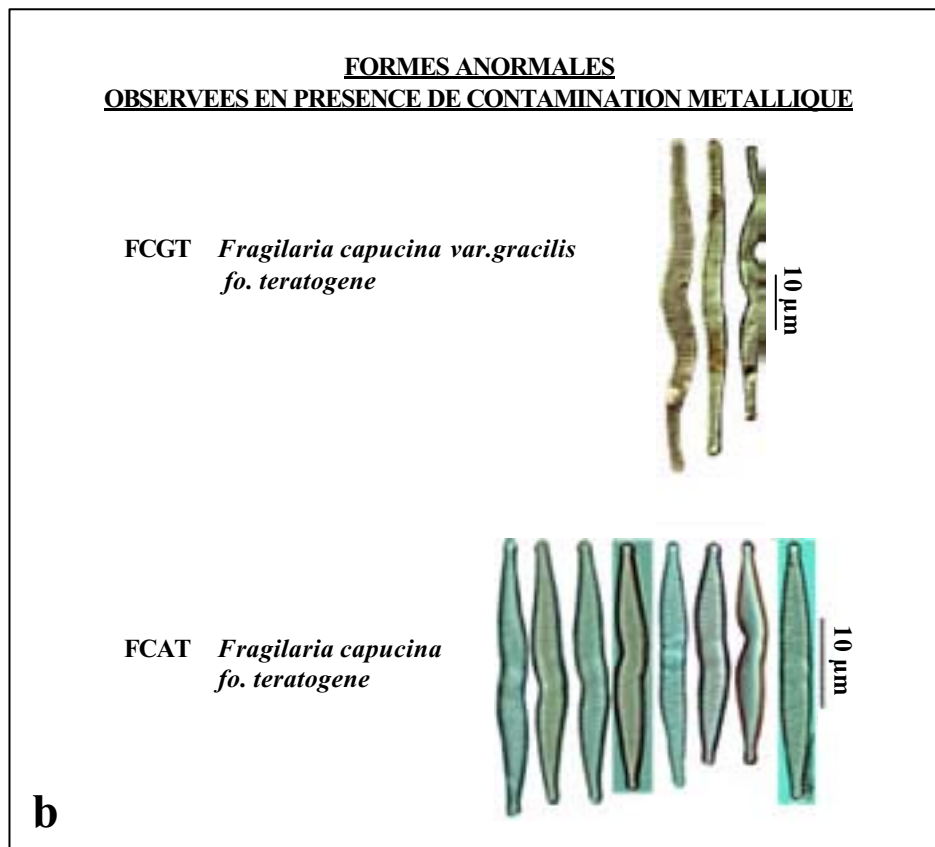 FORMES ANORMALES
OBSERVEES EN PRESENCE DE CONTAMINATION METALLIQUE
FCGT Fragilaria capucina var.gracilis
fo. teratogene
10 µm
FCAT Fragilaria capucina
fo. teratogene
10 µm
b